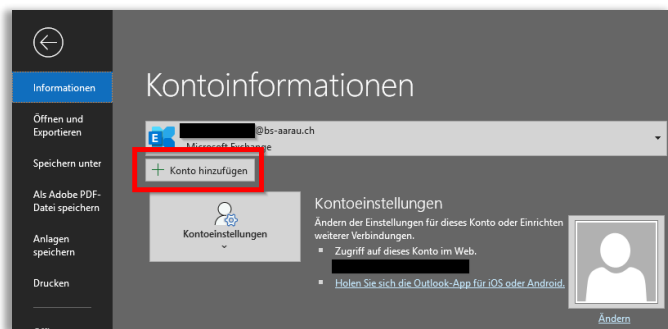 Informationen
Öffnen und
Exportieren
Speichern unter
Als Adobe PDF-
Datei speichern
Anlagen
speichern
Drucken
Kontoinformationen
E
@bs-aarau.ch
Microsoft Exchange
Konto hinzufügen
Kontoeinstellungen
Kontoeinstellungen
Ändern der Einstellungen für dieses Konto oder Einrichten
weiterer Verbindungen.
Zugriff auf dieses Konto im Web.
Holen Sie sich die Outlook-App für iOS oder Android.
Ändern